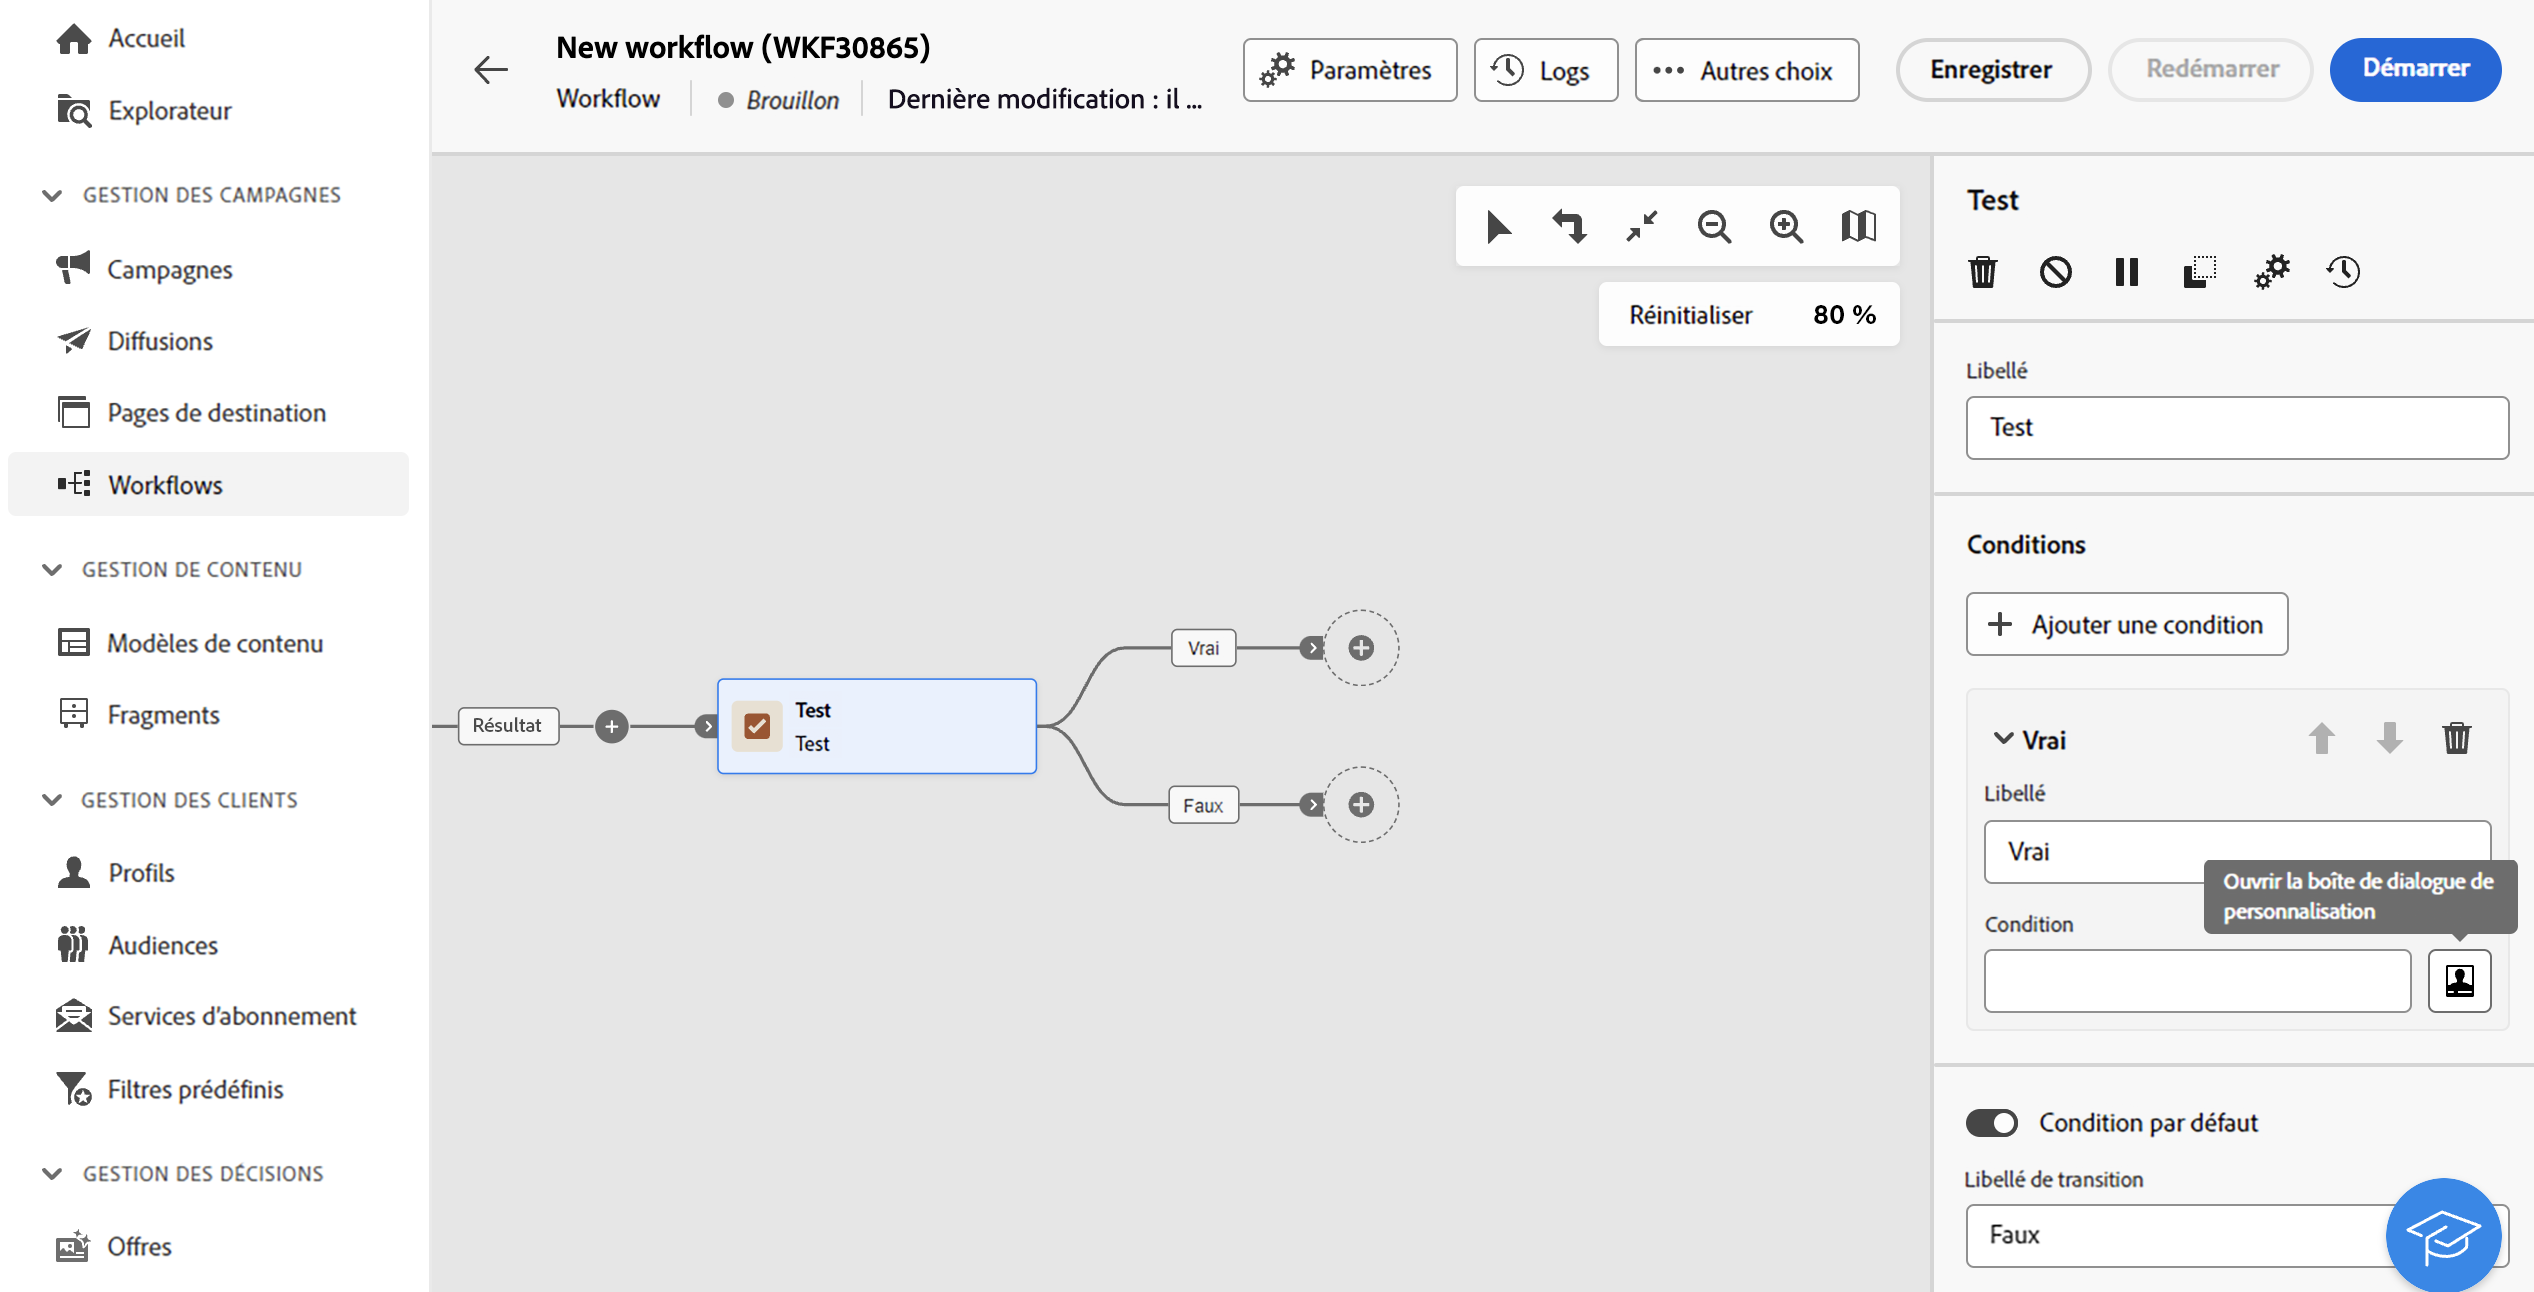 Accueil
Explorateur
GESTION DES CAMPAGNES
Campagnes
Diffusions
Pages de destination
Workflows
GESTION DE CONTENU
Modèles de contenu
Fragments
GESTION DES CLIENTS
Profils
Audiences
Services d'abonnement
Filtres prédéfinis
GESTION DES DÉCISIONS
Offres
New workflow (WKF30865)
Workflow
Brouillon
Dernière modification : il ...
Paramètres
Logs
Autres choix
Enregistrer
Redémarrer
Démarrer
Réinitialiser
80 %
Résultat
Test
Test
Vrai
Faux
Test
Libellé
Test
Conditions
Ajouter une condition
Vrai
Libellé
Vrai
Ouvrir la boîte de dialogue de
personnalisation
Condition
Condition par défaut
Libellé de transition
Faux